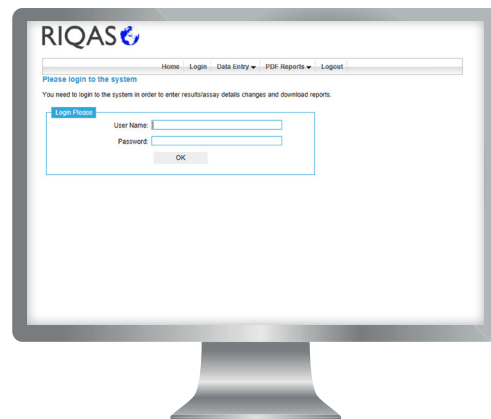 RIQAS
Home Login Data Entry PDF Reports Logout
Please login to the system
You need to login to the system in order to enter results/assay details changes and download reports.
Login Please
User Name:
Password:
OK